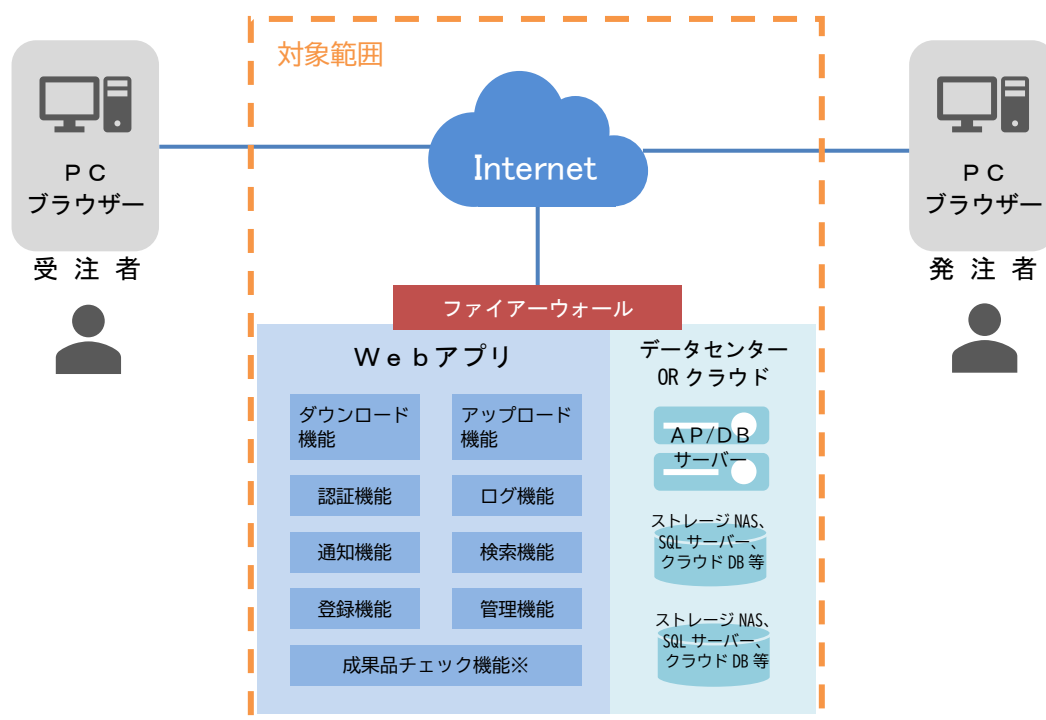 対象範囲
Internet
ＰＣ
ブラウザー
受 注 者
ＰＣ
ブラウザー
発 注 者
ファイアーウォール
Ｗｅｂアプリ
ダウンロード
機能
アップロード
機能
認証機能
ログ機能
通知機能
検索機能
登録機能
管理機能
成果品チェック機能※
データセンター
OR クラウド
ＡＰ/ＤＢ
サーバー
ストレージ NAS、
SQL サーバー、
クラウド DB 等
ストレージ NAS、
SQL サーバー、
クラウド DB 等